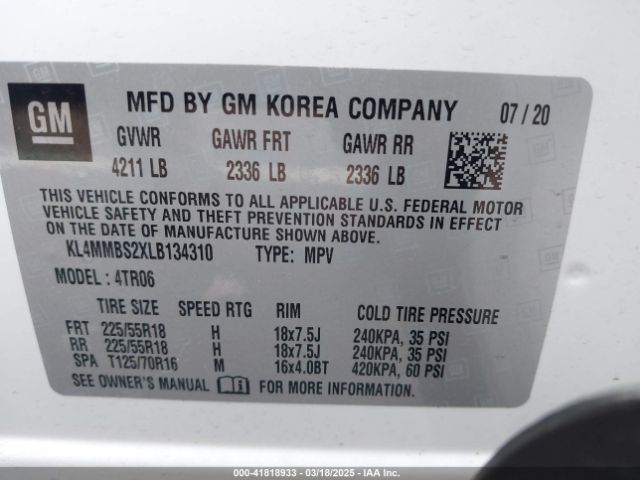 GM
MFD BY GM KOREA COMPANY 07 / 20
GVWR GAWR FRT GAWR RR
4211 LB 2336 LB 2336 LB
THIS VEHICLE CONFORMS TO ALL APPLICABLE U.S. FEDERAL MOTOR
VEHICLE SAFETY AND THEFT PREVENTION STANDARDS IN EFFECT
ON THE DATE OF MANUFACTURE SHOWN ABOVE.
KL4MMBS2XLB134310 TYPE: MPV
MODEL : 4TR06
TIRE SIZE SPEED RTG RIM COLD TIRE PRESSURE
FRT 225/55R18 H 18x7.5J 240KPA, 35 PSI
RR 225/55R18 H 18x7.5J 240KPA, 35 PSI
SPA T125/70R16 M 16x4.0BT 420KPA, 60 PSI
SEE OWNER'S MANUAL FOR MORE INFORMATION.
000-41818933 — 03/18/2025 — IAA Inc.